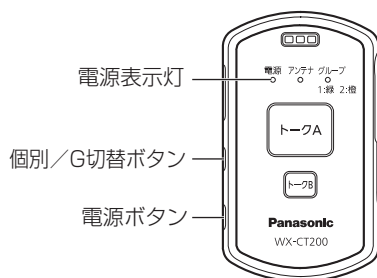 電源 アンテナ グループ
1:緑 2:橙
電源表示灯
トークA
個別／G切替ボタン
トークB
電源ボタン
Panasonic
WX-CT200